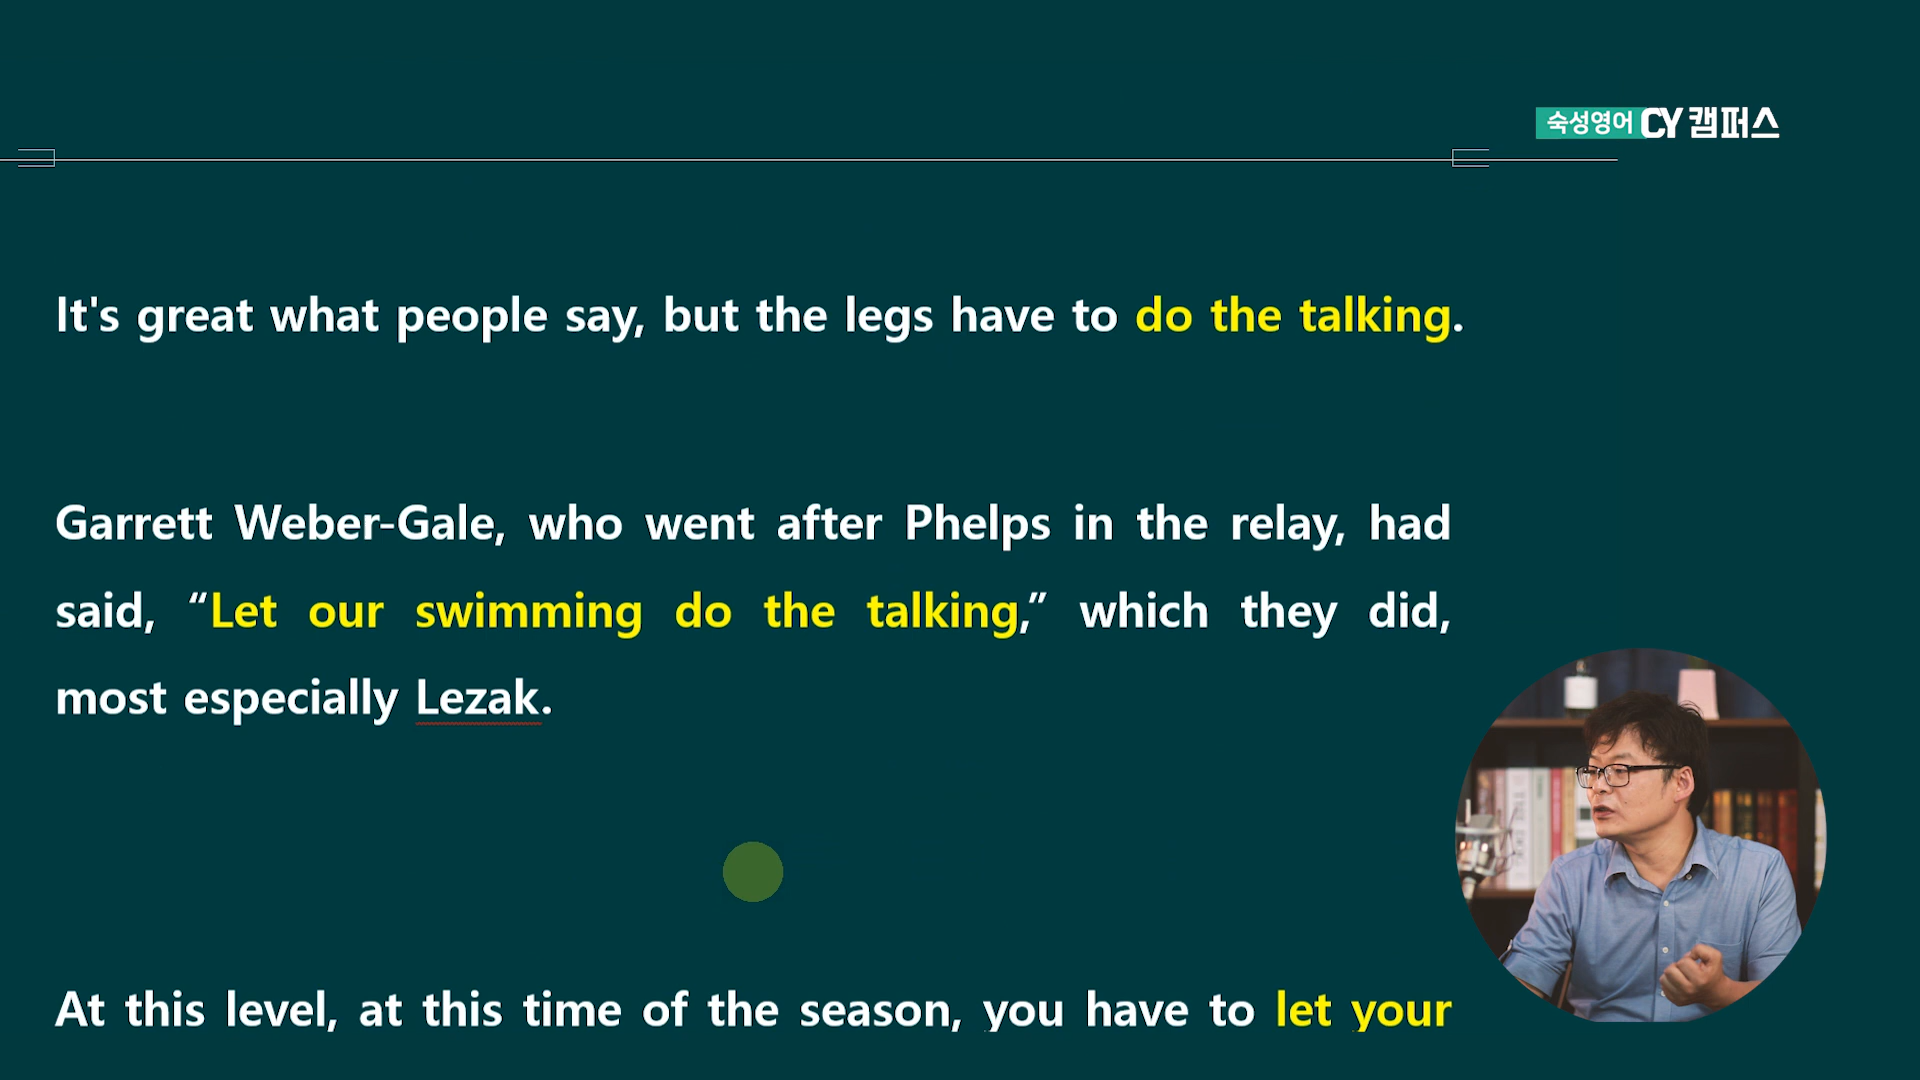 숙성영어 CY 캠퍼스
It's great what people say, but the legs have to do the talking.
Garrett Weber-Gale, who went after Phelps in the relay, had
said, “Let our swimming do the talking,” which they did,
most especially Lezak.
At this level, at this time of the season, you have to let your